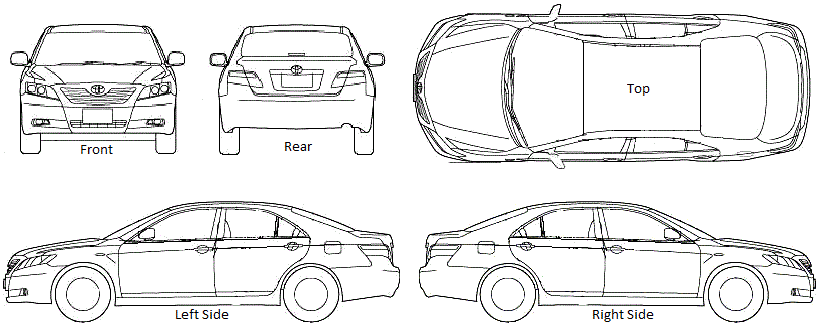 Front
Rear
Top
Left Side
Right Side